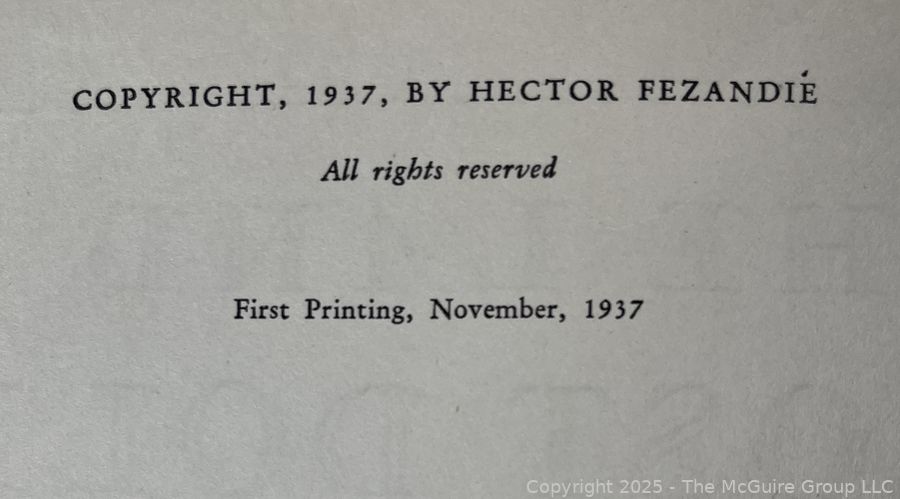 COPYRIGHT, 1937, BY HECTOR FEZANDIÉ
All rights reserved
First Printing, November, 1937
Copyright 2025 - The McGuire Group LLC